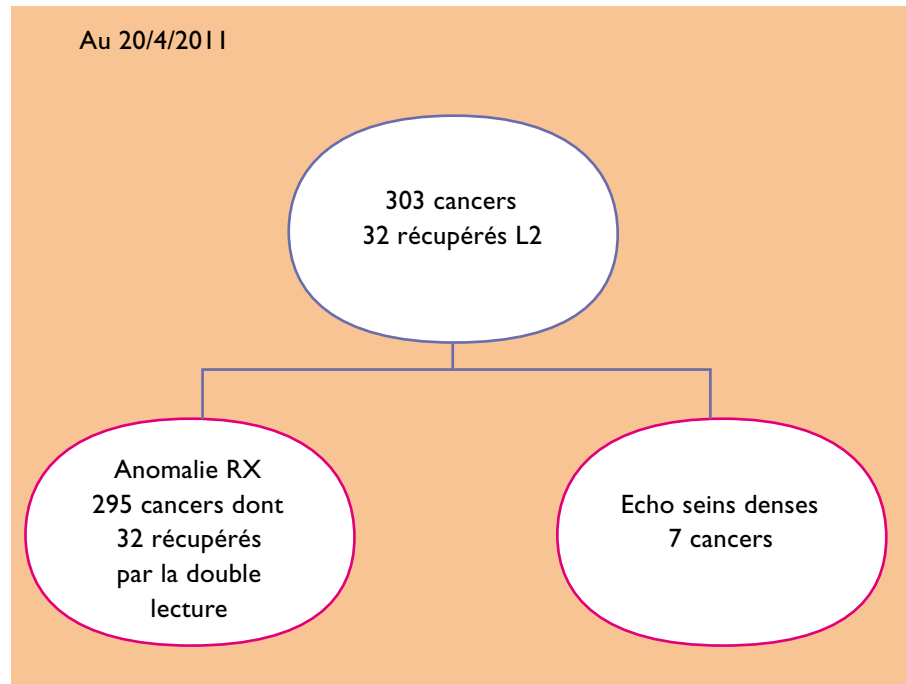 Au 20/4/2011
303 cancers
32 récupérés L2
Anomalie RX
295 cancers dont
32 récupérés
par la double
lecture
Echo seins denses
7 cancers